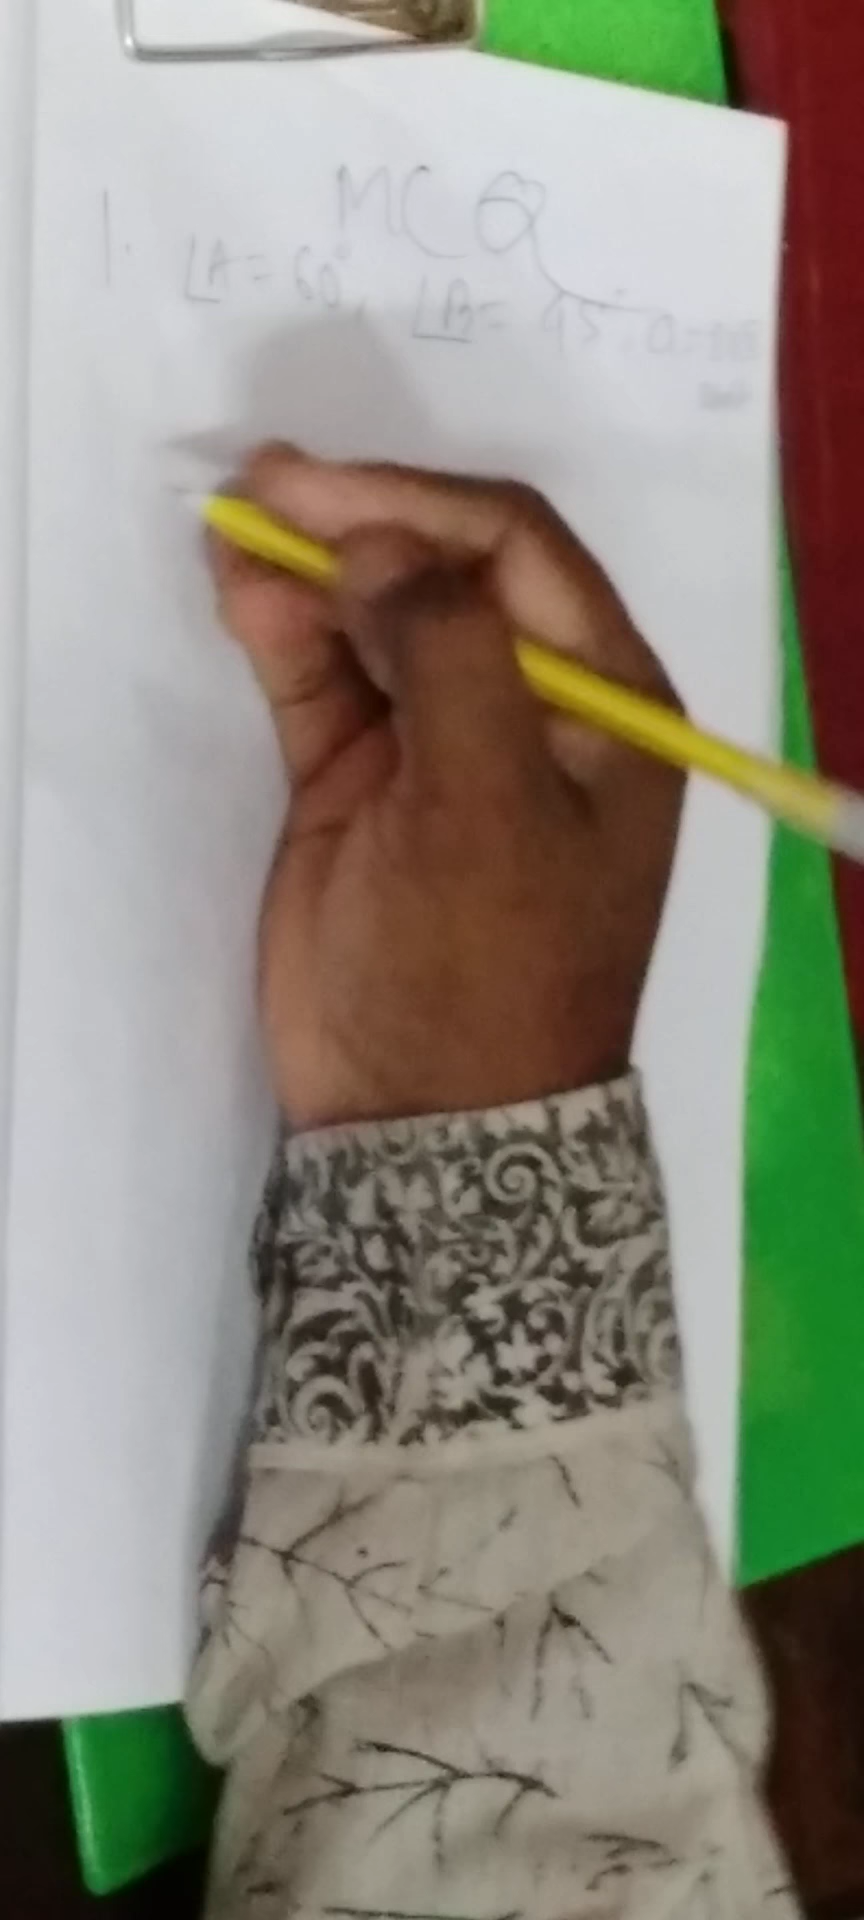 MCQ
1. ∠A = 60°, ∠B = 45°, a =